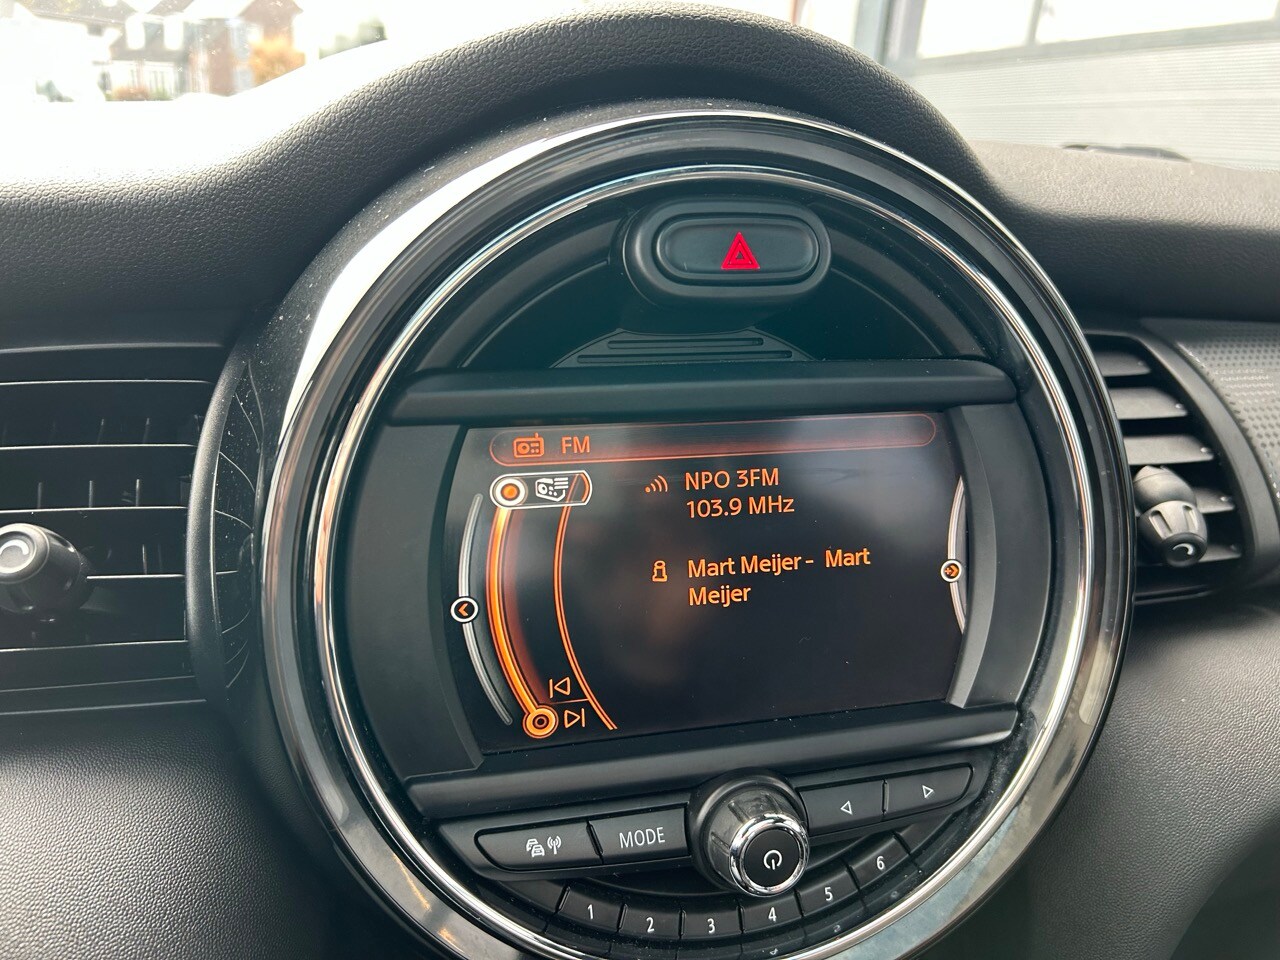 FM
NPO 3FM
103.9 MHz
Mart Meijer - Mart
Meijer
MODE
1 2 3 4 5 6